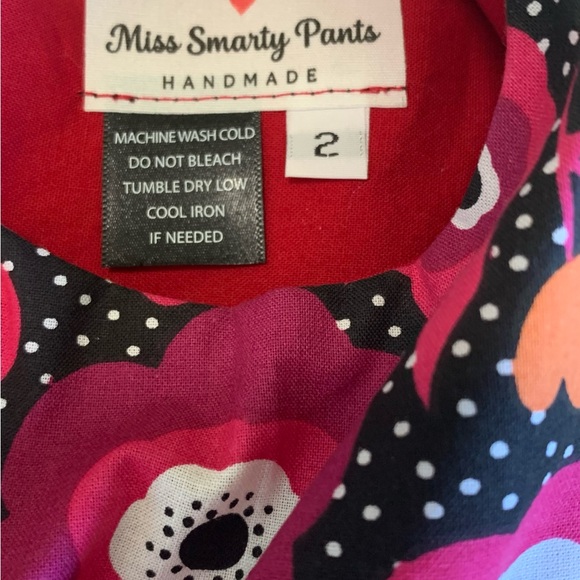 Miss Smarty Pants
HANDMADE
MACHINE WASH COLD
DO NOT BLEACH
TUMBLE DRY LOW
COOL IRON
IF NEEDED
2